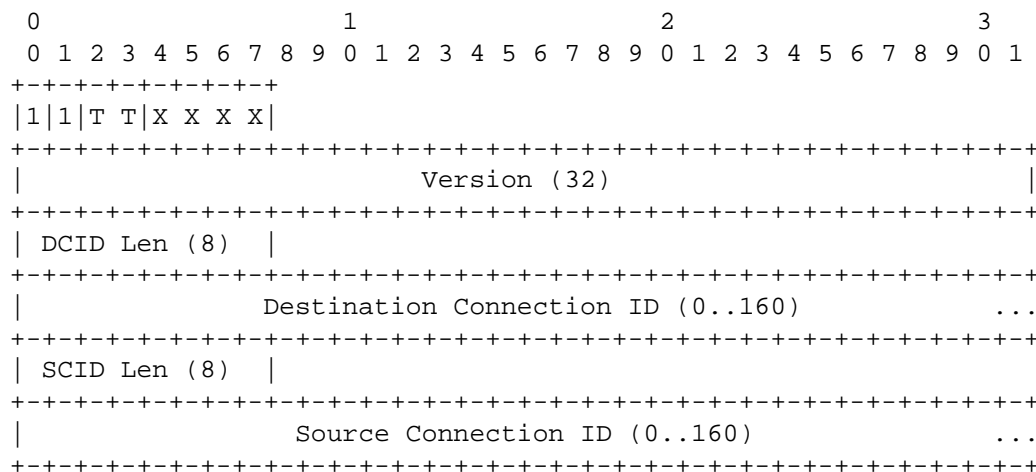 0                   1                   2                   3
 0 1 2 3 4 5 6 7 8 9 0 1 2 3 4 5 6 7 8 9 0 1 2 3 4 5 6 7 8 9 0 1
+-+-+-+-+-+-+-+-+
|1|1|T T|X X X X|
+-+-+-+-+-+-+-+-+-+-+-+-+-+-+-+-+-+-+-+-+-+-+-+-+-+-+-+-+-+-+-+-+
|                         Version (32)                          |
+-+-+-+-+-+-+-+-+-+-+-+-+-+-+-+-+-+-+-+-+-+-+-+-+-+-+-+-+-+-+-+-+
| DCID Len (8)  |
+-+-+-+-+-+-+-+-+-+-+-+-+-+-+-+-+-+-+-+-+-+-+-+-+-+-+-+-+-+-+-+-+
|               Destination Connection ID (0..160)            ...
+-+-+-+-+-+-+-+-+-+-+-+-+-+-+-+-+-+-+-+-+-+-+-+-+-+-+-+-+-+-+-+-+
| SCID Len (8)  |
+-+-+-+-+-+-+-+-+-+-+-+-+-+-+-+-+-+-+-+-+-+-+-+-+-+-+-+-+-+-+-+-+
|                 Source Connection ID (0..160)               ...
+-+-+-+-+-+-+-+-+-+-+-+-+-+-+-+-+-+-+-+-+-+-+-+-+-+-+-+-+-+-+-+-+